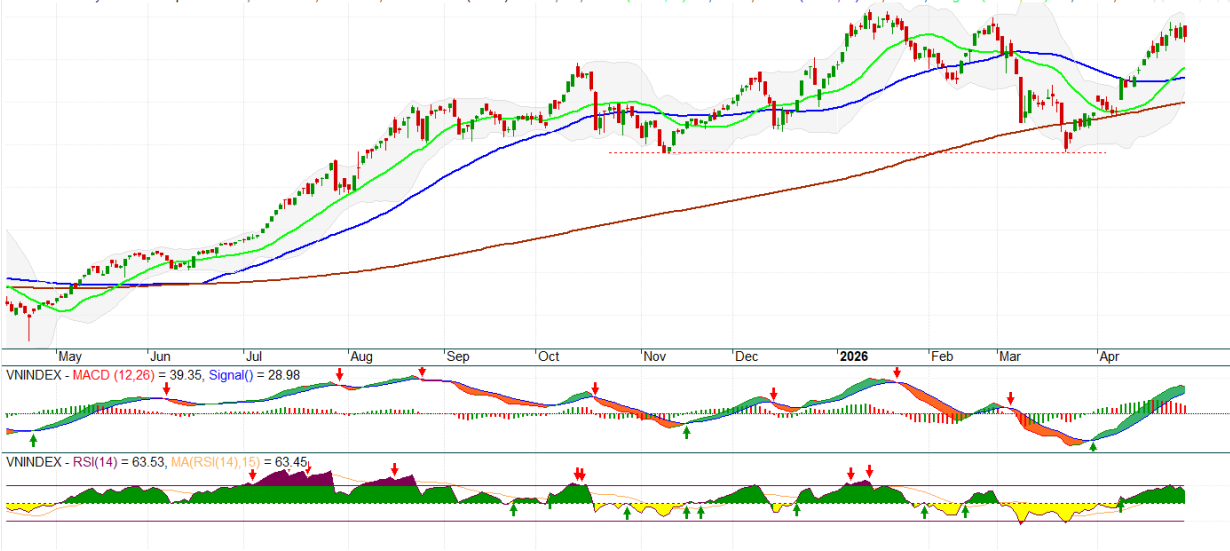 May Jun Jul Aug Sep Oct Nov Dec 2026 Feb Mar Apr
VNINDEX - MACD (12,26) = 39.35, Signal() = 28.98
VNINDEX - RSI(14) = 63.53, MA(RSI(14),15) = 63.45